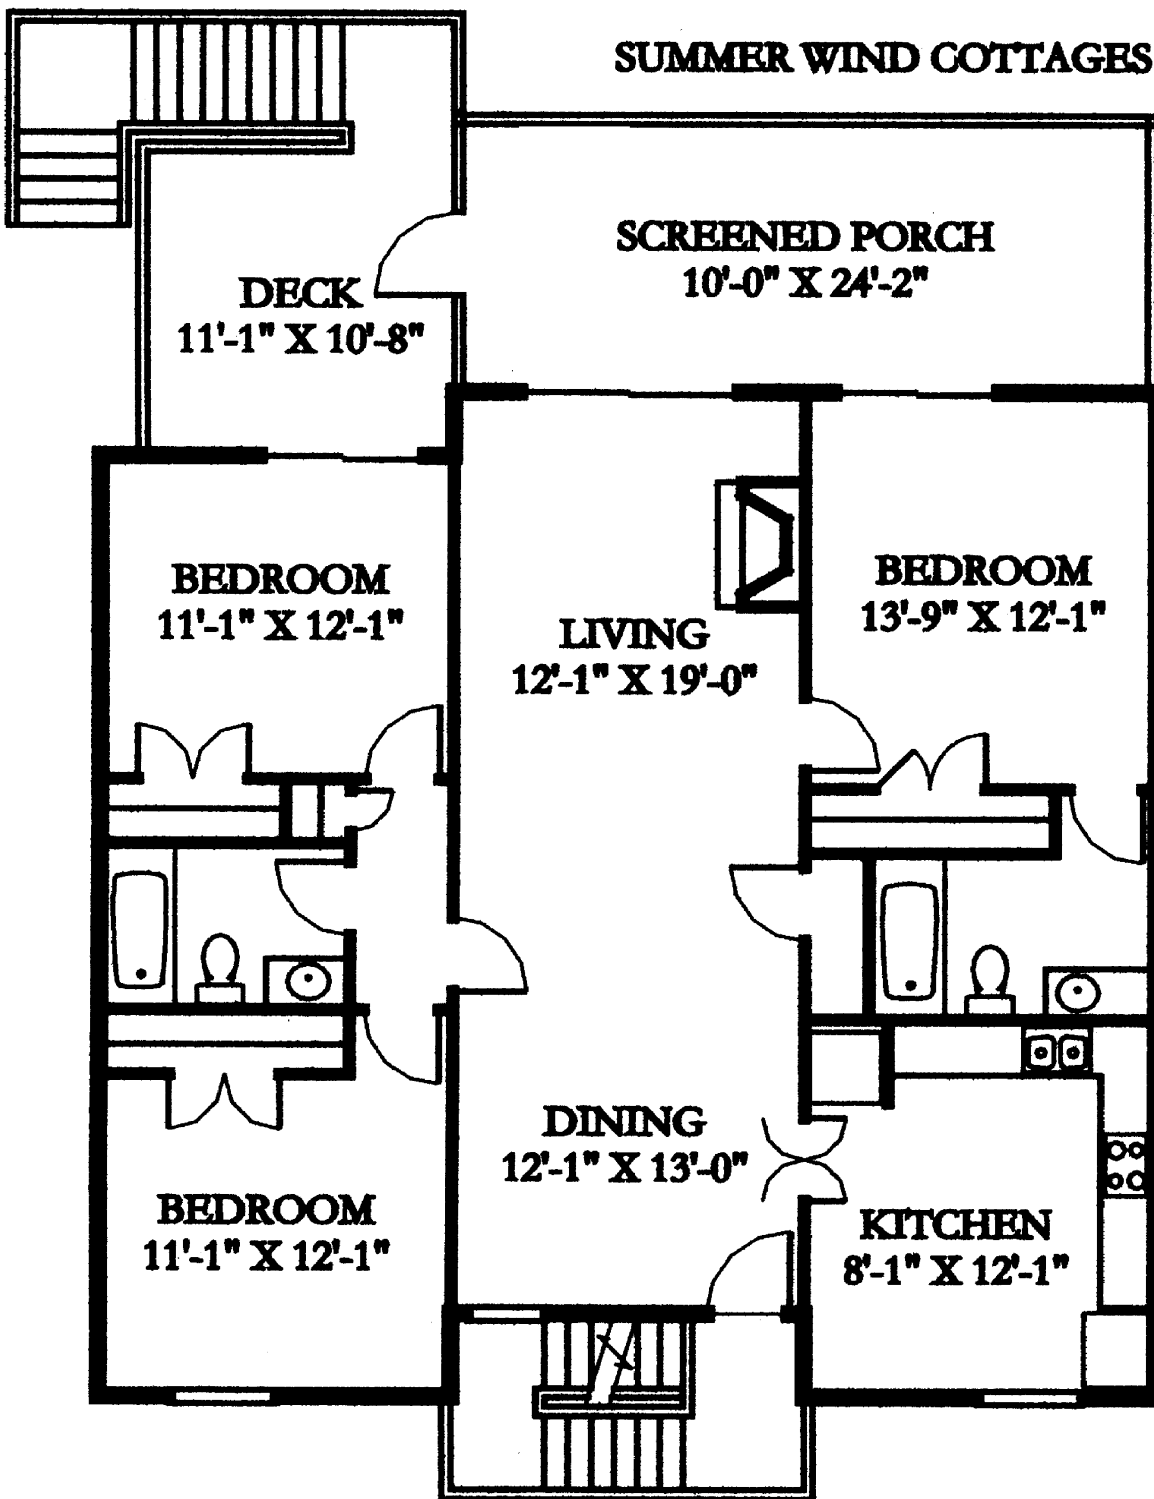 SUMMER WIND COTTAGES
SCREENED PORCH
10'-0" X 24'-2"
DECK
11'-1" X 10'-8"
BEDROOM
11'-1" X 12'-1"
LIVING
12'-1" X 19'-0"
BEDROOM
13'-9" X 12'-1"
DINING
12'-1" X 13'-0"
BEDROOM
11'-1" X 12'-1"
KITCHEN
8'-1" X 12'-1"